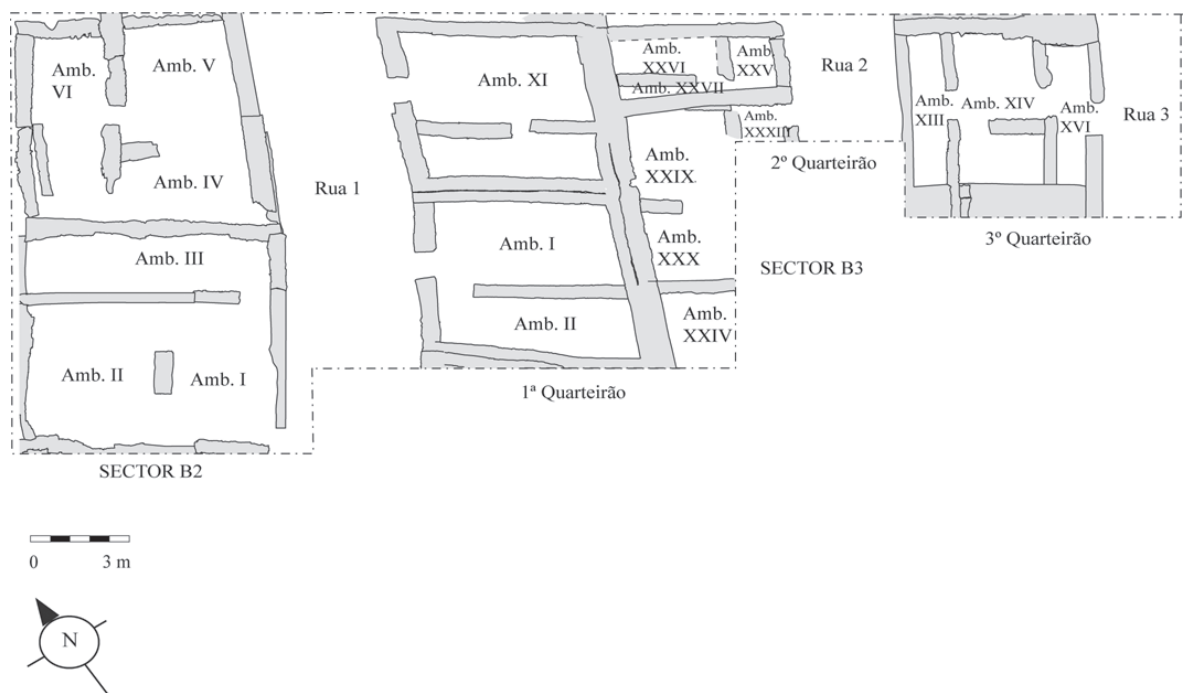 Amb.
VI
Amb. V
Amb. IV
Amb. III
Amb. II
Amb. I
SECTOR B2
Rua 1
Amb. XI
Amb. I
Amb. II
1ª Quarteirão
Amb.
XXVI
Amb.
XXV
Amb. XXVII
Amb.
XXXIII
Amb.
XXIX
Amb.
XXX
Amb.
XXIV
Rua 2
2º Quarteirão
SECTOR B3
Amb.
XIII
Amb. XIV
Amb.
XVI
Rua 3
3º Quarteirão
0 3 m
N